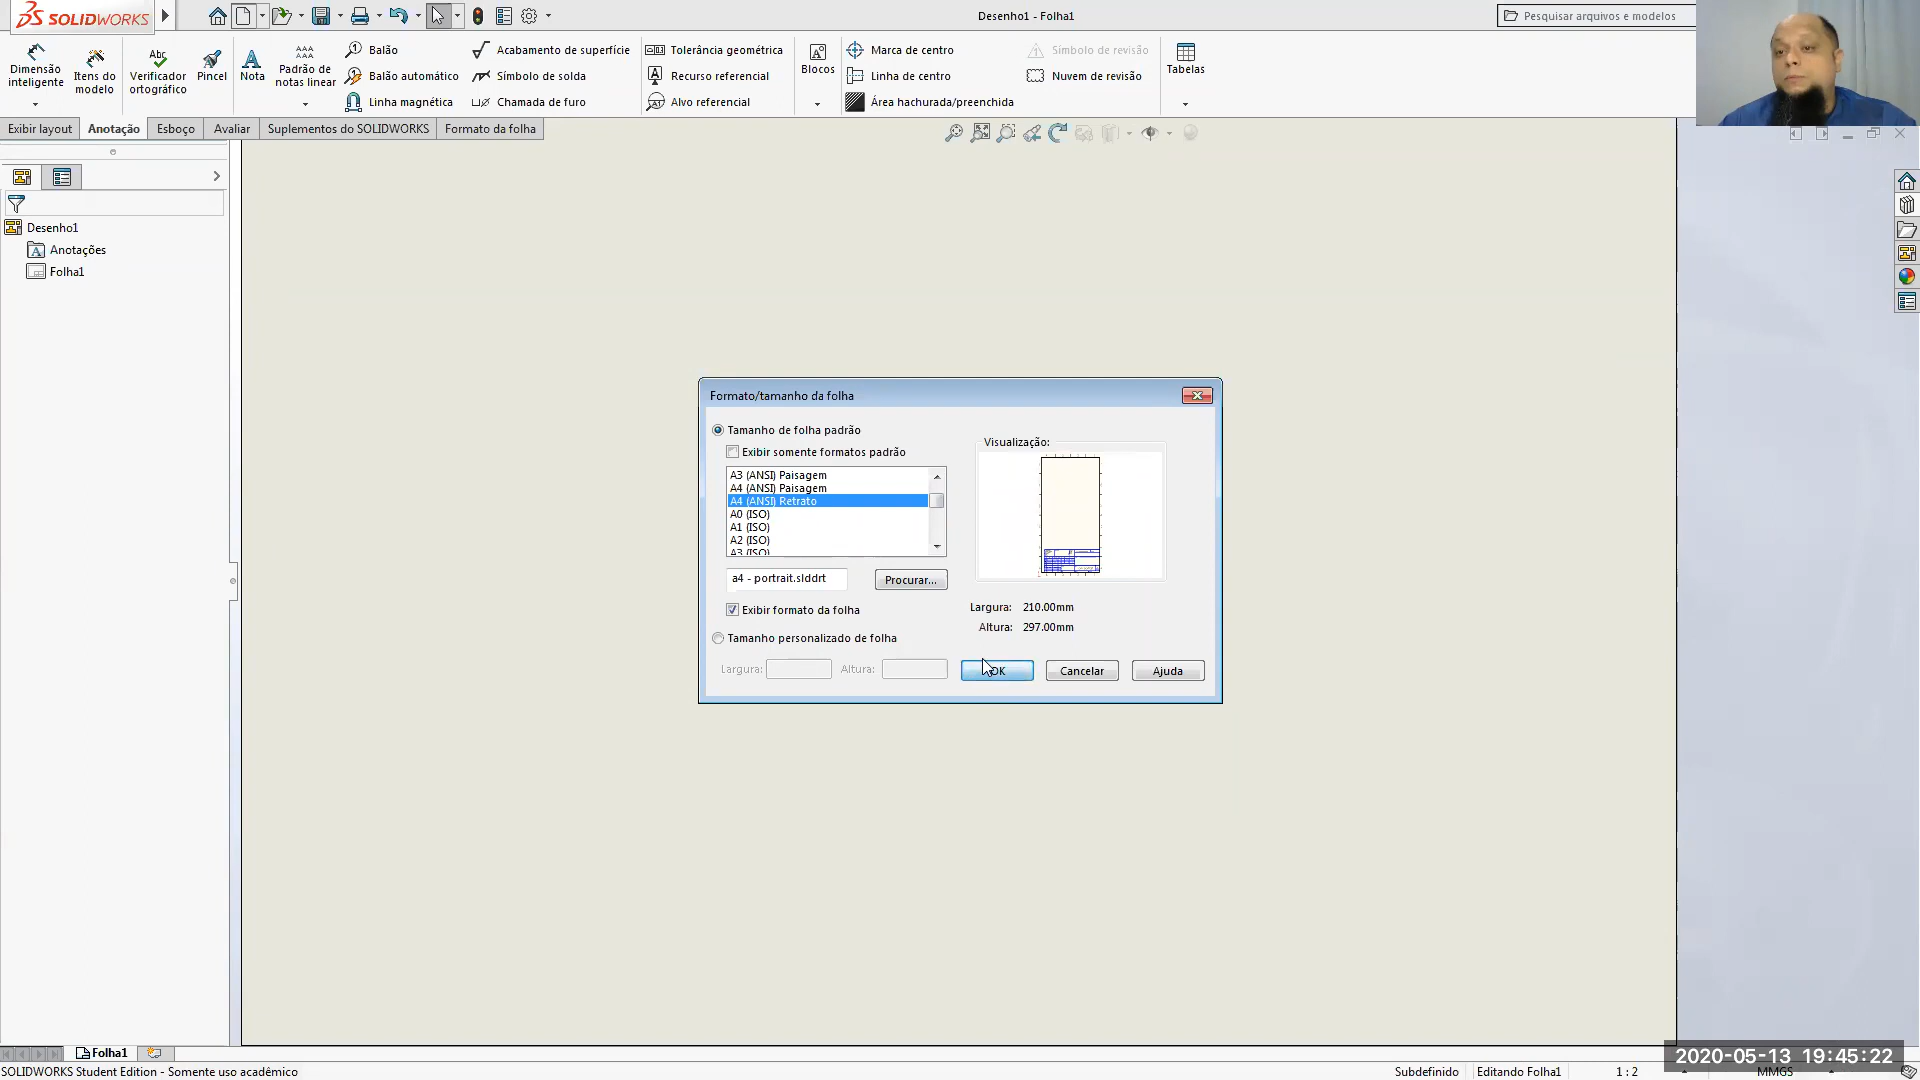 SOLIDWORKS
Desenho1 - Folha1
Pesquisar arquivos e modelos
Dimensão inteligente
Itens do modelo
Abc
Verificador ortográfico
Pincel
Nota
Padrão de notas linear
Balão
Balão automático
Linha magnética
Acabamento de superfície
Símbolo de solda
Chamada de furo
Tolerância geométrica
Recurso referencial
Alvo referencial
Blocos
Marca de centro
Linha de centro
Área hachurada/preenchida
Símbolo de revisão
Nuvem de revisão
Tabelas
Exibir layout
Anotação
Esboço
Avaliar
Suplementos do SOLIDWORKS
Formato da folha
Desenho1
Anotações
Folha1
Formato/tamanho da folha
Tamanho de folha padrão
Exibir somente formatos padrão
A3 (ANSI) Paisagem
A4 (ANSI) Paisagem
A4 (ANSI) Retrato
A0 (ISO)
A1 (ISO)
A2 (ISO)
A3 (ISO)
a4 - portrait.slddrt
Procurar...
Exibir formato da folha
Tamanho personalizado de folha
Largura:
Altura:
Visualização:
Largura: 210.00mm
Altura: 297.00mm
OK
Cancelar
Ajuda
Folha1
SOLIDWORKS Student Edition - Somente uso acadêmico
Subdefinido
Editando Folha1
1 : 2
MMGS
2020-05-13 19:45:22